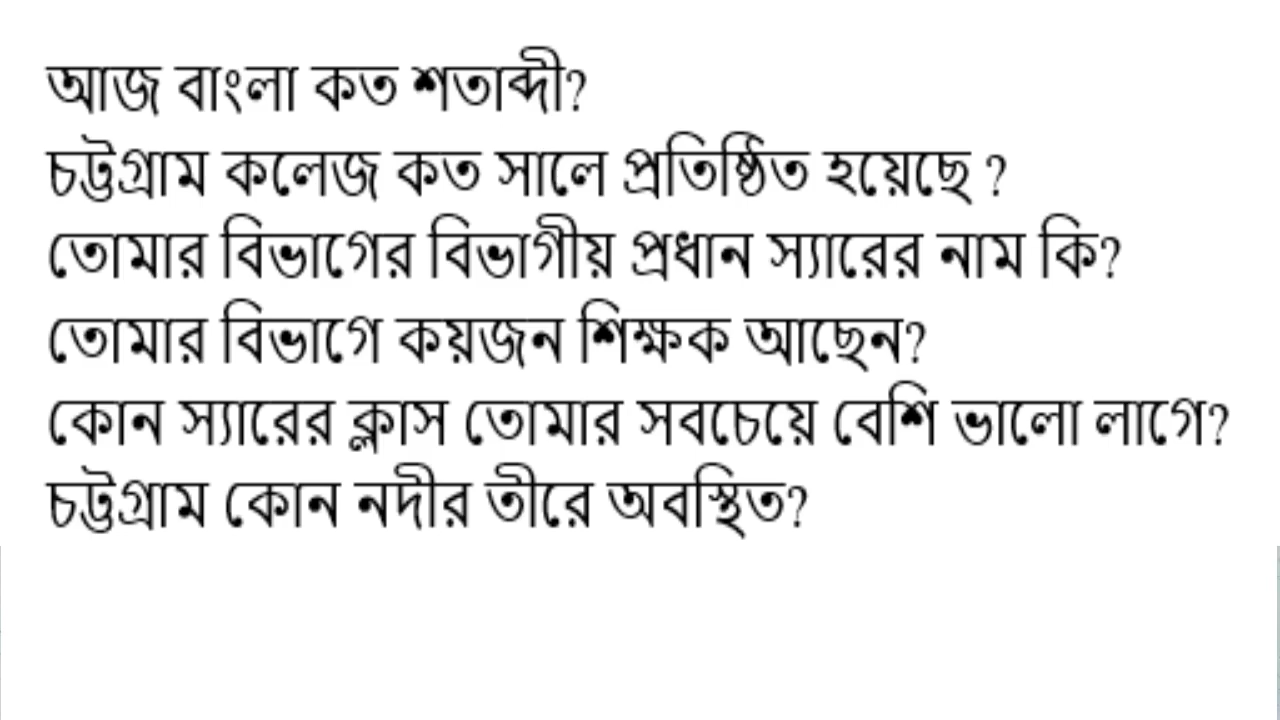 আজ বাংলা কত শতাব্দী?
চট্টগ্রাম কলেজ কত সালে প্রতিষ্ঠিত হয়েছে ?
তোমার বিভাগের বিভাগীয় প্রধান স্যারের নাম কি?
তোমার বিভাগে কয়জন শিক্ষক আছেন?
কোন স্যারের ক্লাস তোমার সবচেয়ে বেশি ভালো লাগে?
চট্টগ্রাম কোন নদীর তীরে অবস্থিত?